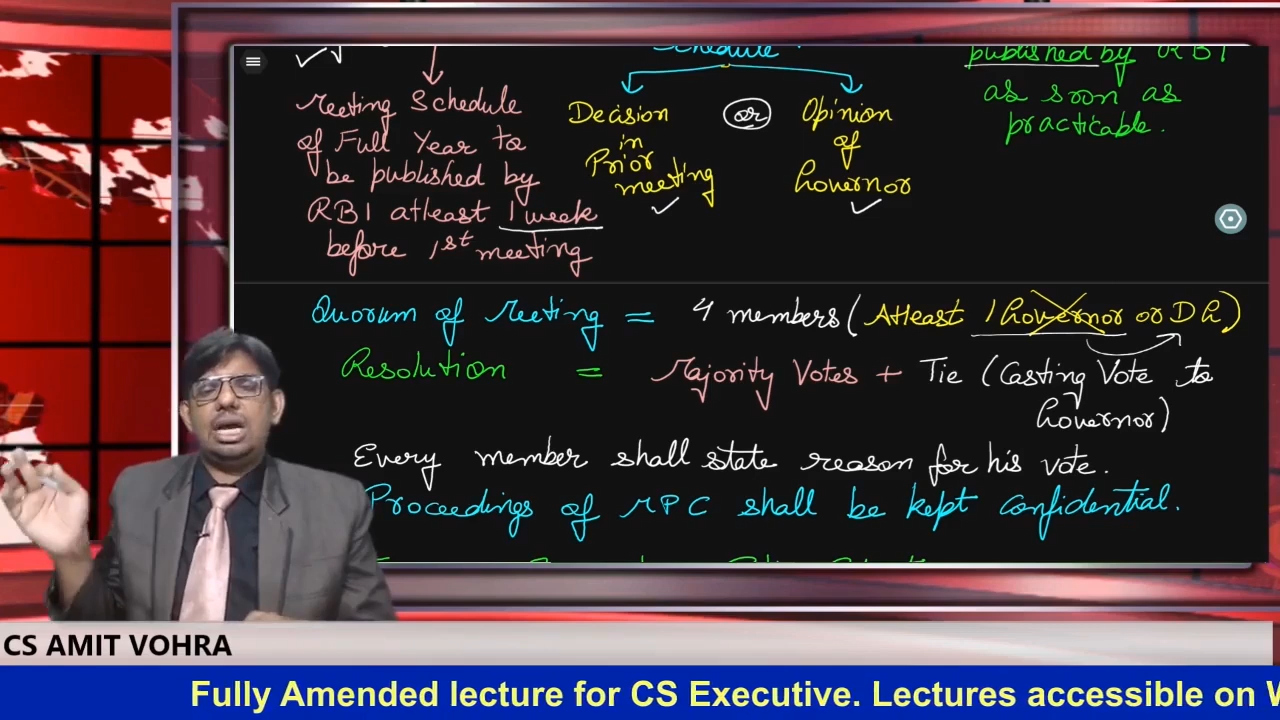 Schedule
published by RBI
as soon as
practicable.
Meeting Schedule
of Full Year to
be published by
RBI atleast 1 week
before 1st meeting
Decision
in
Prior
meeting
or
Opinion
of
Governor
Quorum of Meeting = 4 members (Atleast 1 Governor or DG)
Resolution = Majority Votes + Tie (Casting Vote to
Governor)
Every member shall state reason for his vote.
Proceedings of MPC shall be kept confidential.
CS AMIT VOHRA
Fully Amended lecture for CS Executive. Lectures accessible on